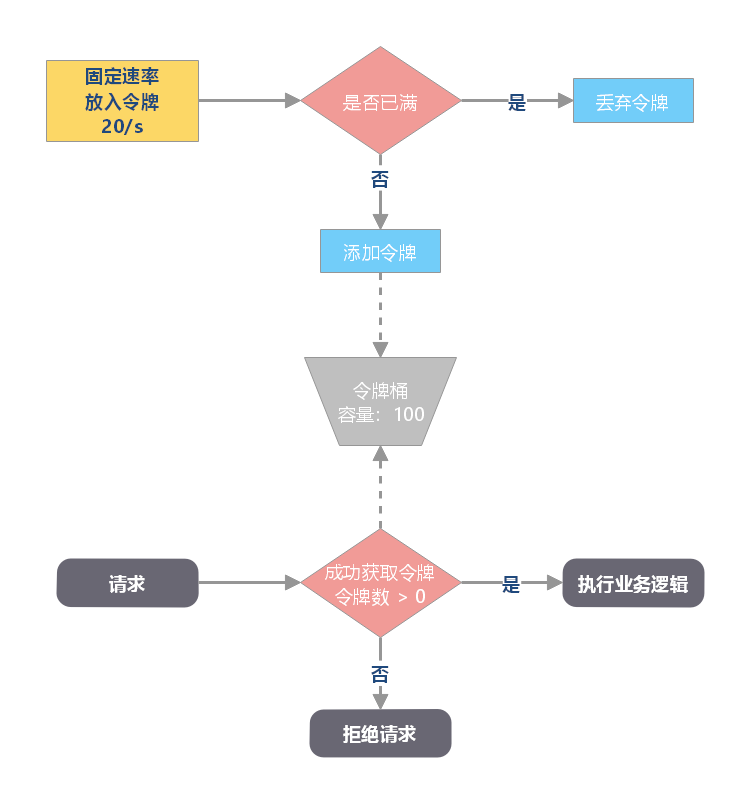 固定速率
放入令牌
20/s
是否已满
是
丢弃令牌
否
添加令牌
令牌桶
容量：100
请求
成功获取令牌
令牌数 > 0
是
执行业务逻辑
否
拒绝请求